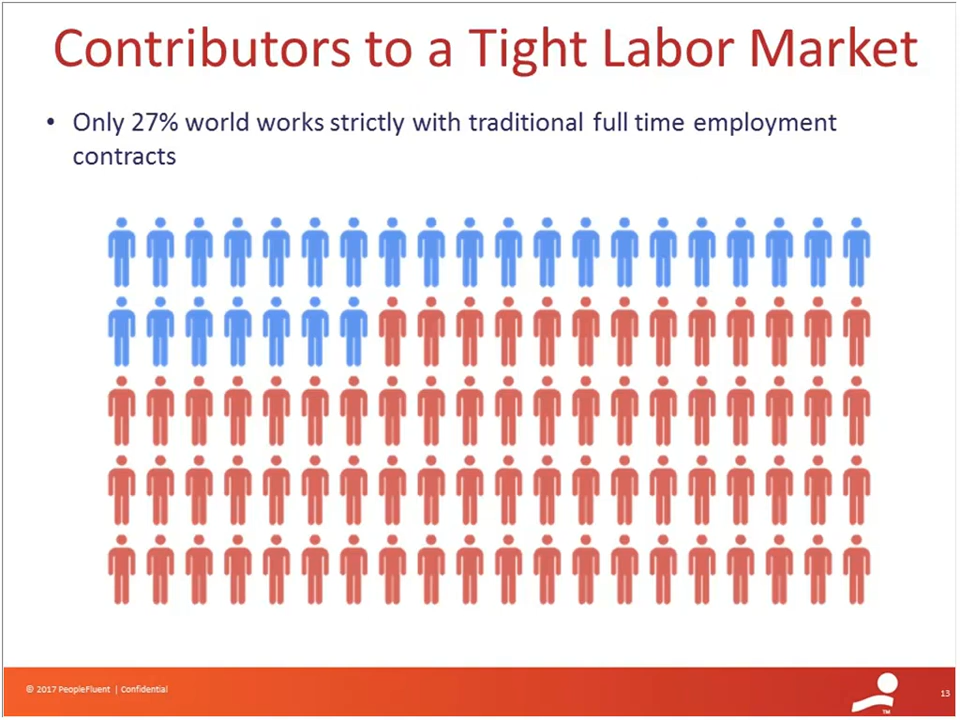 Contributors to a Tight Labor Market
• Only 27% world works strictly with traditional full time employment
contracts
© 2017 PeopleFluent | Confidential
TM
13